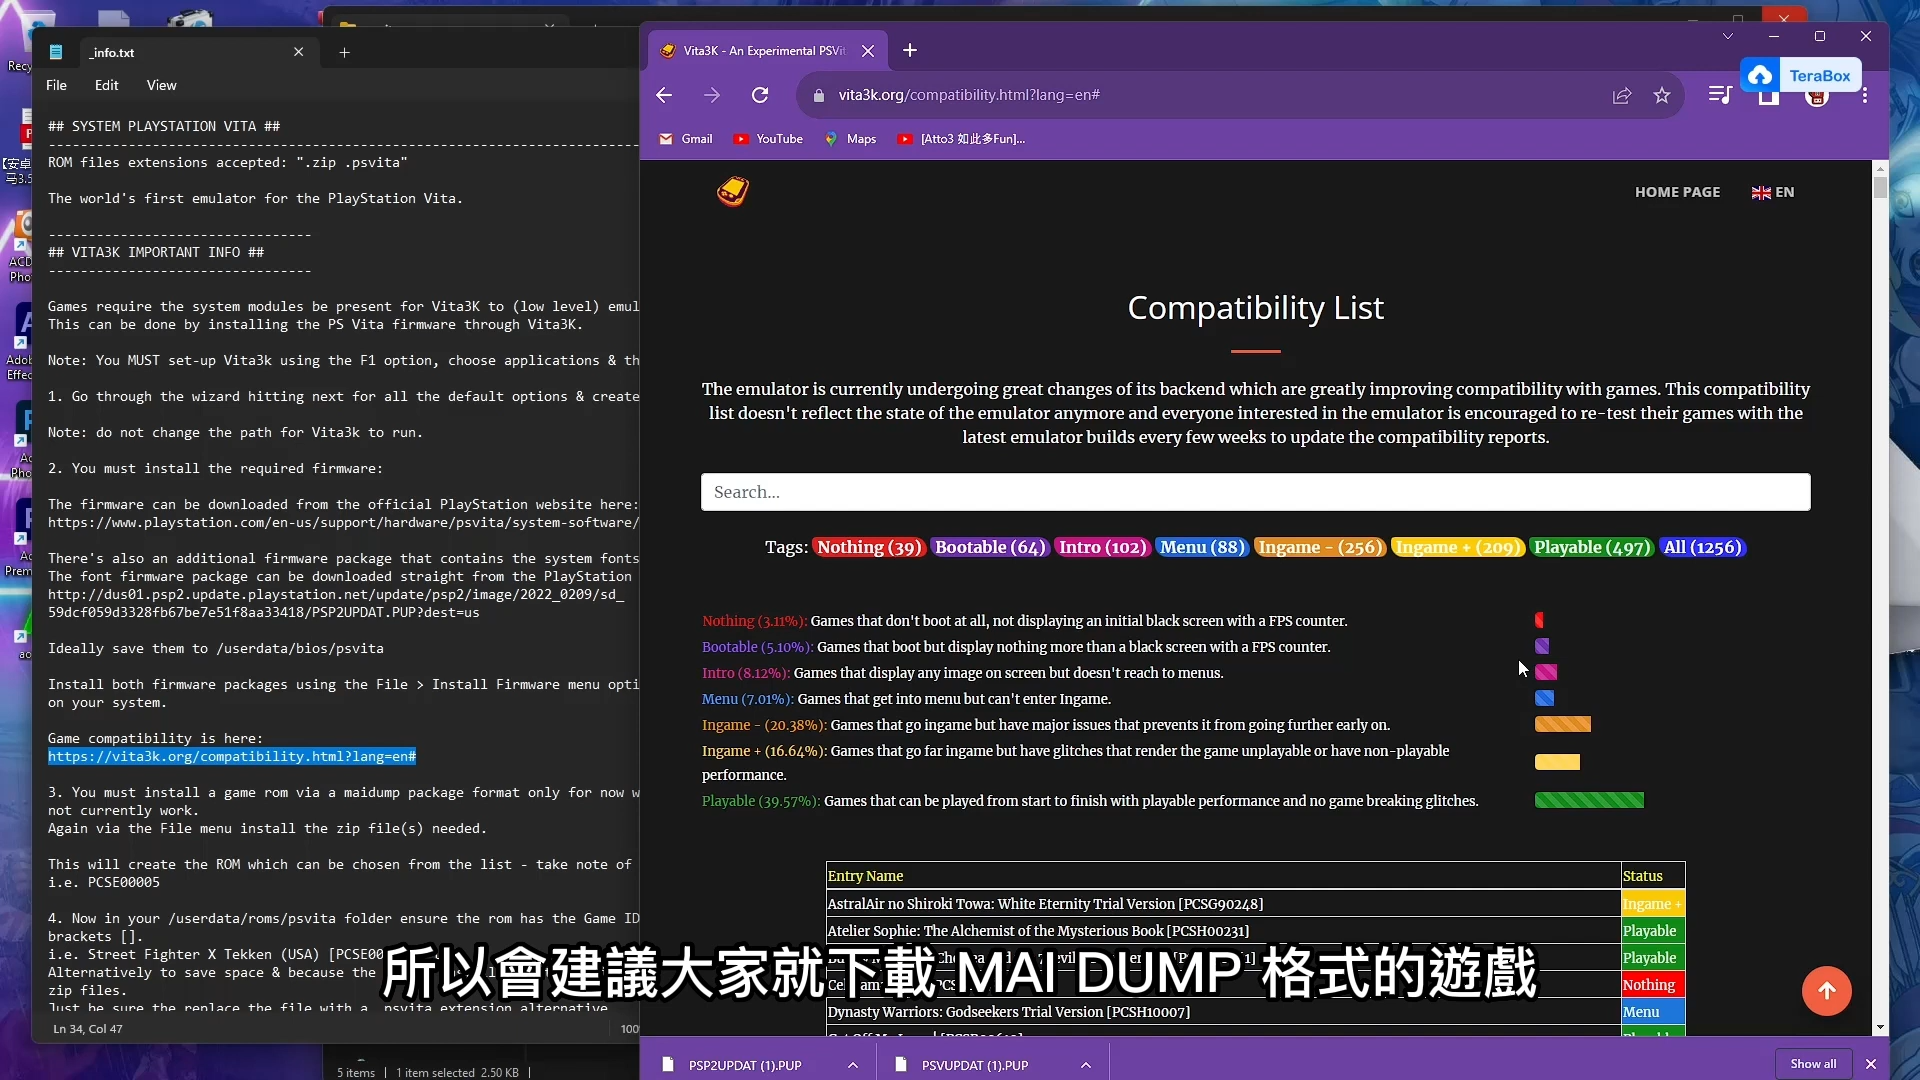 _info.txt
File Edit View
## SYSTEM PLAYSTATION VITA ##
ROM files extensions accepted: ".zip .psvita"
The world's first emulator for the PlayStation Vita.
---------------------------------
## VITA3K IMPORTANT INFO ##
---------------------------------
Games require the system modules be present for Vita3K to (low level) emul
This can be done by installing the PS Vita firmware through Vita3K.
Note: You MUST set-up Vita3k using the F1 option, choose applications & th
1. Go through the wizard hitting next for all the default options & create
Note: do not change the path for Vita3k to run.
2. You must install the required firmware:
The firmware can be downloaded from the official PlayStation website here:
https://www.playstation.com/en-us/support/hardware/psvita/system-software/
There's also an additional firmware package that contains the system fonts
The font firmware package can be downloaded straight from the PlayStation
http://dus01.psp2.update.playstation.net/update/psp2/image/2022_0209/sd_
59dcf059d3328fb67be7e51f8aa33418/PSP2UPDAT.PUP?dest=us
Ideally save them to /userdata/bios/psvita
Install both firmware packages using the File > Install Firmware menu opti
on your system.
Game compatibility is here:
https://vita3k.org/compatibility.html?lang=en#
3. You must install a game rom via a maidump package format only for now w
not currently work.
Again via the File menu install the zip file(s) needed.
This will create the ROM which can be chosen from the list - take note of
i.e. PCSE00005
4. Now in your /userdata/roms/psvita folder ensure the rom has the Game ID
brackets [].
i.e. Street Fighter X Tekken (USA) [PCSE00
Alternatively to save space & because the
zip files.
Just be sure the replace the file with a .psvita extension alternative
Ln 34, Col 47
100
5 items | 1 item selected 2.50 KB |
Vita3K - An Experimental PSVit
vita3k.org/compatibility.html?lang=en#
TeraBox
Gmail YouTube Maps [Atto3 如此多Fun]...
HOME PAGE EN
Compatibility List
The emulator is currently undergoing great changes of its backend which are greatly improving compatibility with games. This compatibility
list doesn't reflect the state of the emulator anymore and everyone interested in the emulator is encouraged to re-test their games with the
latest emulator builds every few weeks to update the compatibility reports.
Search...
Tags: Nothing (39) Bootable (64) Intro (102) Menu (88) Ingame - (256) Ingame + (209) Playable (497) All (1256)
Nothing (3.11%): Games that don't boot at all, not displaying an initial black screen with a FPS counter.
Bootable (5.10%): Games that boot but display nothing more than a black screen with a FPS counter.
Intro (8.12%): Games that display any image on screen but doesn't reach to menus.
Menu (7.01%): Games that get into menu but can't enter Ingame.
Ingame - (20.38%): Games that go ingame but have major issues that prevents it from going further early on.
Ingame + (16.64%): Games that go far ingame but have glitches that render the game unplayable or have non-playable
performance.
Playable (39.57%): Games that can be played from start to finish with playable performance and no game breaking glitches.
Entry Name Status
AstralAir no Shiroki Towa: White Eternity Trial Version [PCSG90248] Ingame +
Atelier Sophie: The Alchemist of the Mysterious Book [PCSH00231] Playable
Playable
Nothing
Dynasty Warriors: Godseekers Trial Version [PCSH10007] Menu
所以會建議大家就下載 MAI DUMP 格式的遊戲
PSP2UPDAT (1).PUP PSVUPDAT (1).PUP Show all